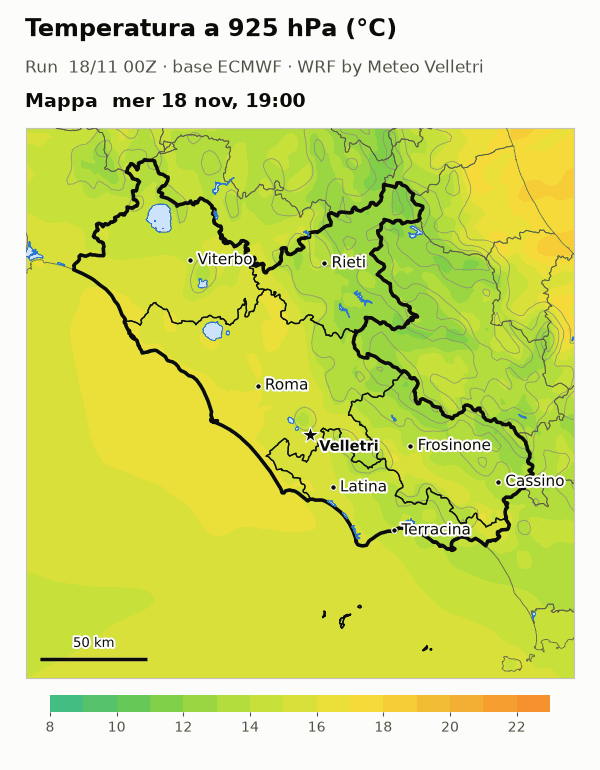 Temperatura a 925 hPa (°C)
Run  18/11 00Z · base ECMWF · WRF by Meteo Velletri
Mappa  mer 18 nov, 19:00
Viterbo
Rieti
Roma
Velletri
Frosinone
Cassino
Latina
Terracina
50 km
8 10 12 14 16 18 20 22